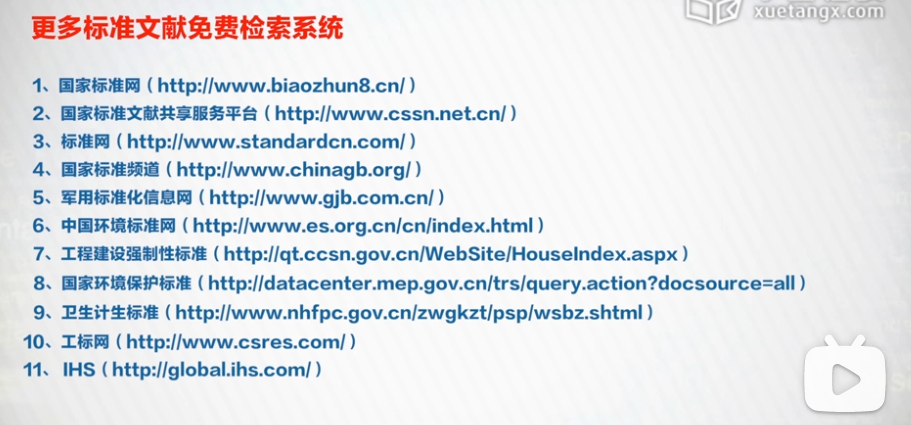 xuetangx.com
更多标准文献免费检索系统
1、国家标准网（http://www.biaozhun8.cn/）
2、国家标准文献共享服务平台（http://www.cssn.net.cn/）
3、标准网（http://www.standardcn.com/）
4、国家标准频道（http://www.chinagb.org/）
5、军用标准化信息网（http://www.gjb.com.cn/）
6、中国环境标准网（http://www.es.org.cn/cn/index.html）
7、工程建设强制性标准（http://qt.ccsn.gov.cn/WebSite/HouseIndex.aspx）
8、国家环境保护标准（http://datacenter.mep.gov.cn/trs/query.action?docsource=all）
9、卫生计生标准（http://www.nhfpc.gov.cn/zwgkzt/psp/wsbz.shtml）
10、工标网（http://www.csres.com/）
11、IHS（http://global.ihs.com/）